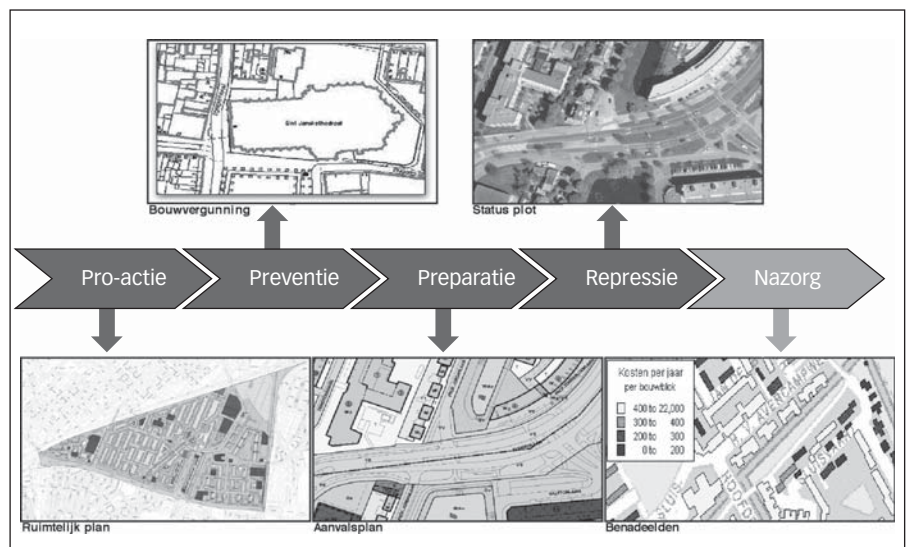 Bouwvergunning
Status plot
Pro-actie
Preventie
Preparatie
Repressie
Nazorg
Kosten per jaar
per bouwblok
400 to 22,000
300 to 400
200 to 300
0 to 200
Ruimtelijk plan
Aanvalsplan
Benadeelden